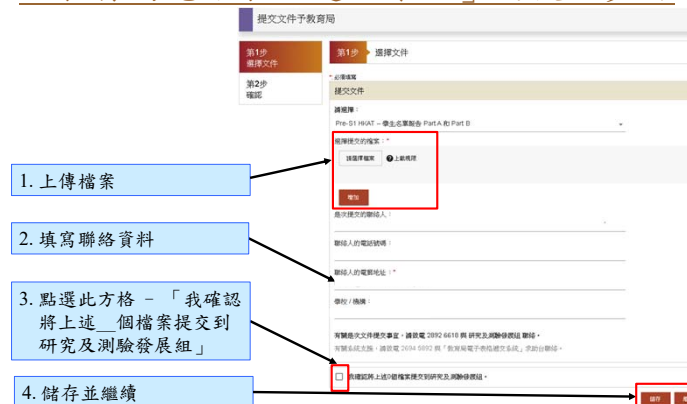 提交文件予教育局
第1步
選擇文件
第2步
確認
第1步 選擇文件
* 必須填寫
提交文件
請選擇：
Pre-S1 HKAT – 學生名單報告 Part A 和 Part B
選擇提交的檔案：*
請選擇檔案 上載規限
增加
是次提交的聯絡人：
聯絡人的電話號碼：
聯絡人的電郵地址：*
學校 / 機構：
有關是次文件提交事宜，請致電 2892 6618 與 研究及測驗發展組 聯絡。
有關系統支援，請致電 2694 5892 與「教育局電子表格遞交系統」求助台聯絡。
我確認將上述0個檔案提交到研究及測驗發展組。
儲存
1. 上傳檔案
2. 填寫聯絡資料
3. 點選此方格 – 「我確認
將上述__個檔案提交到
研究及測驗發展組」
4. 儲存並繼續